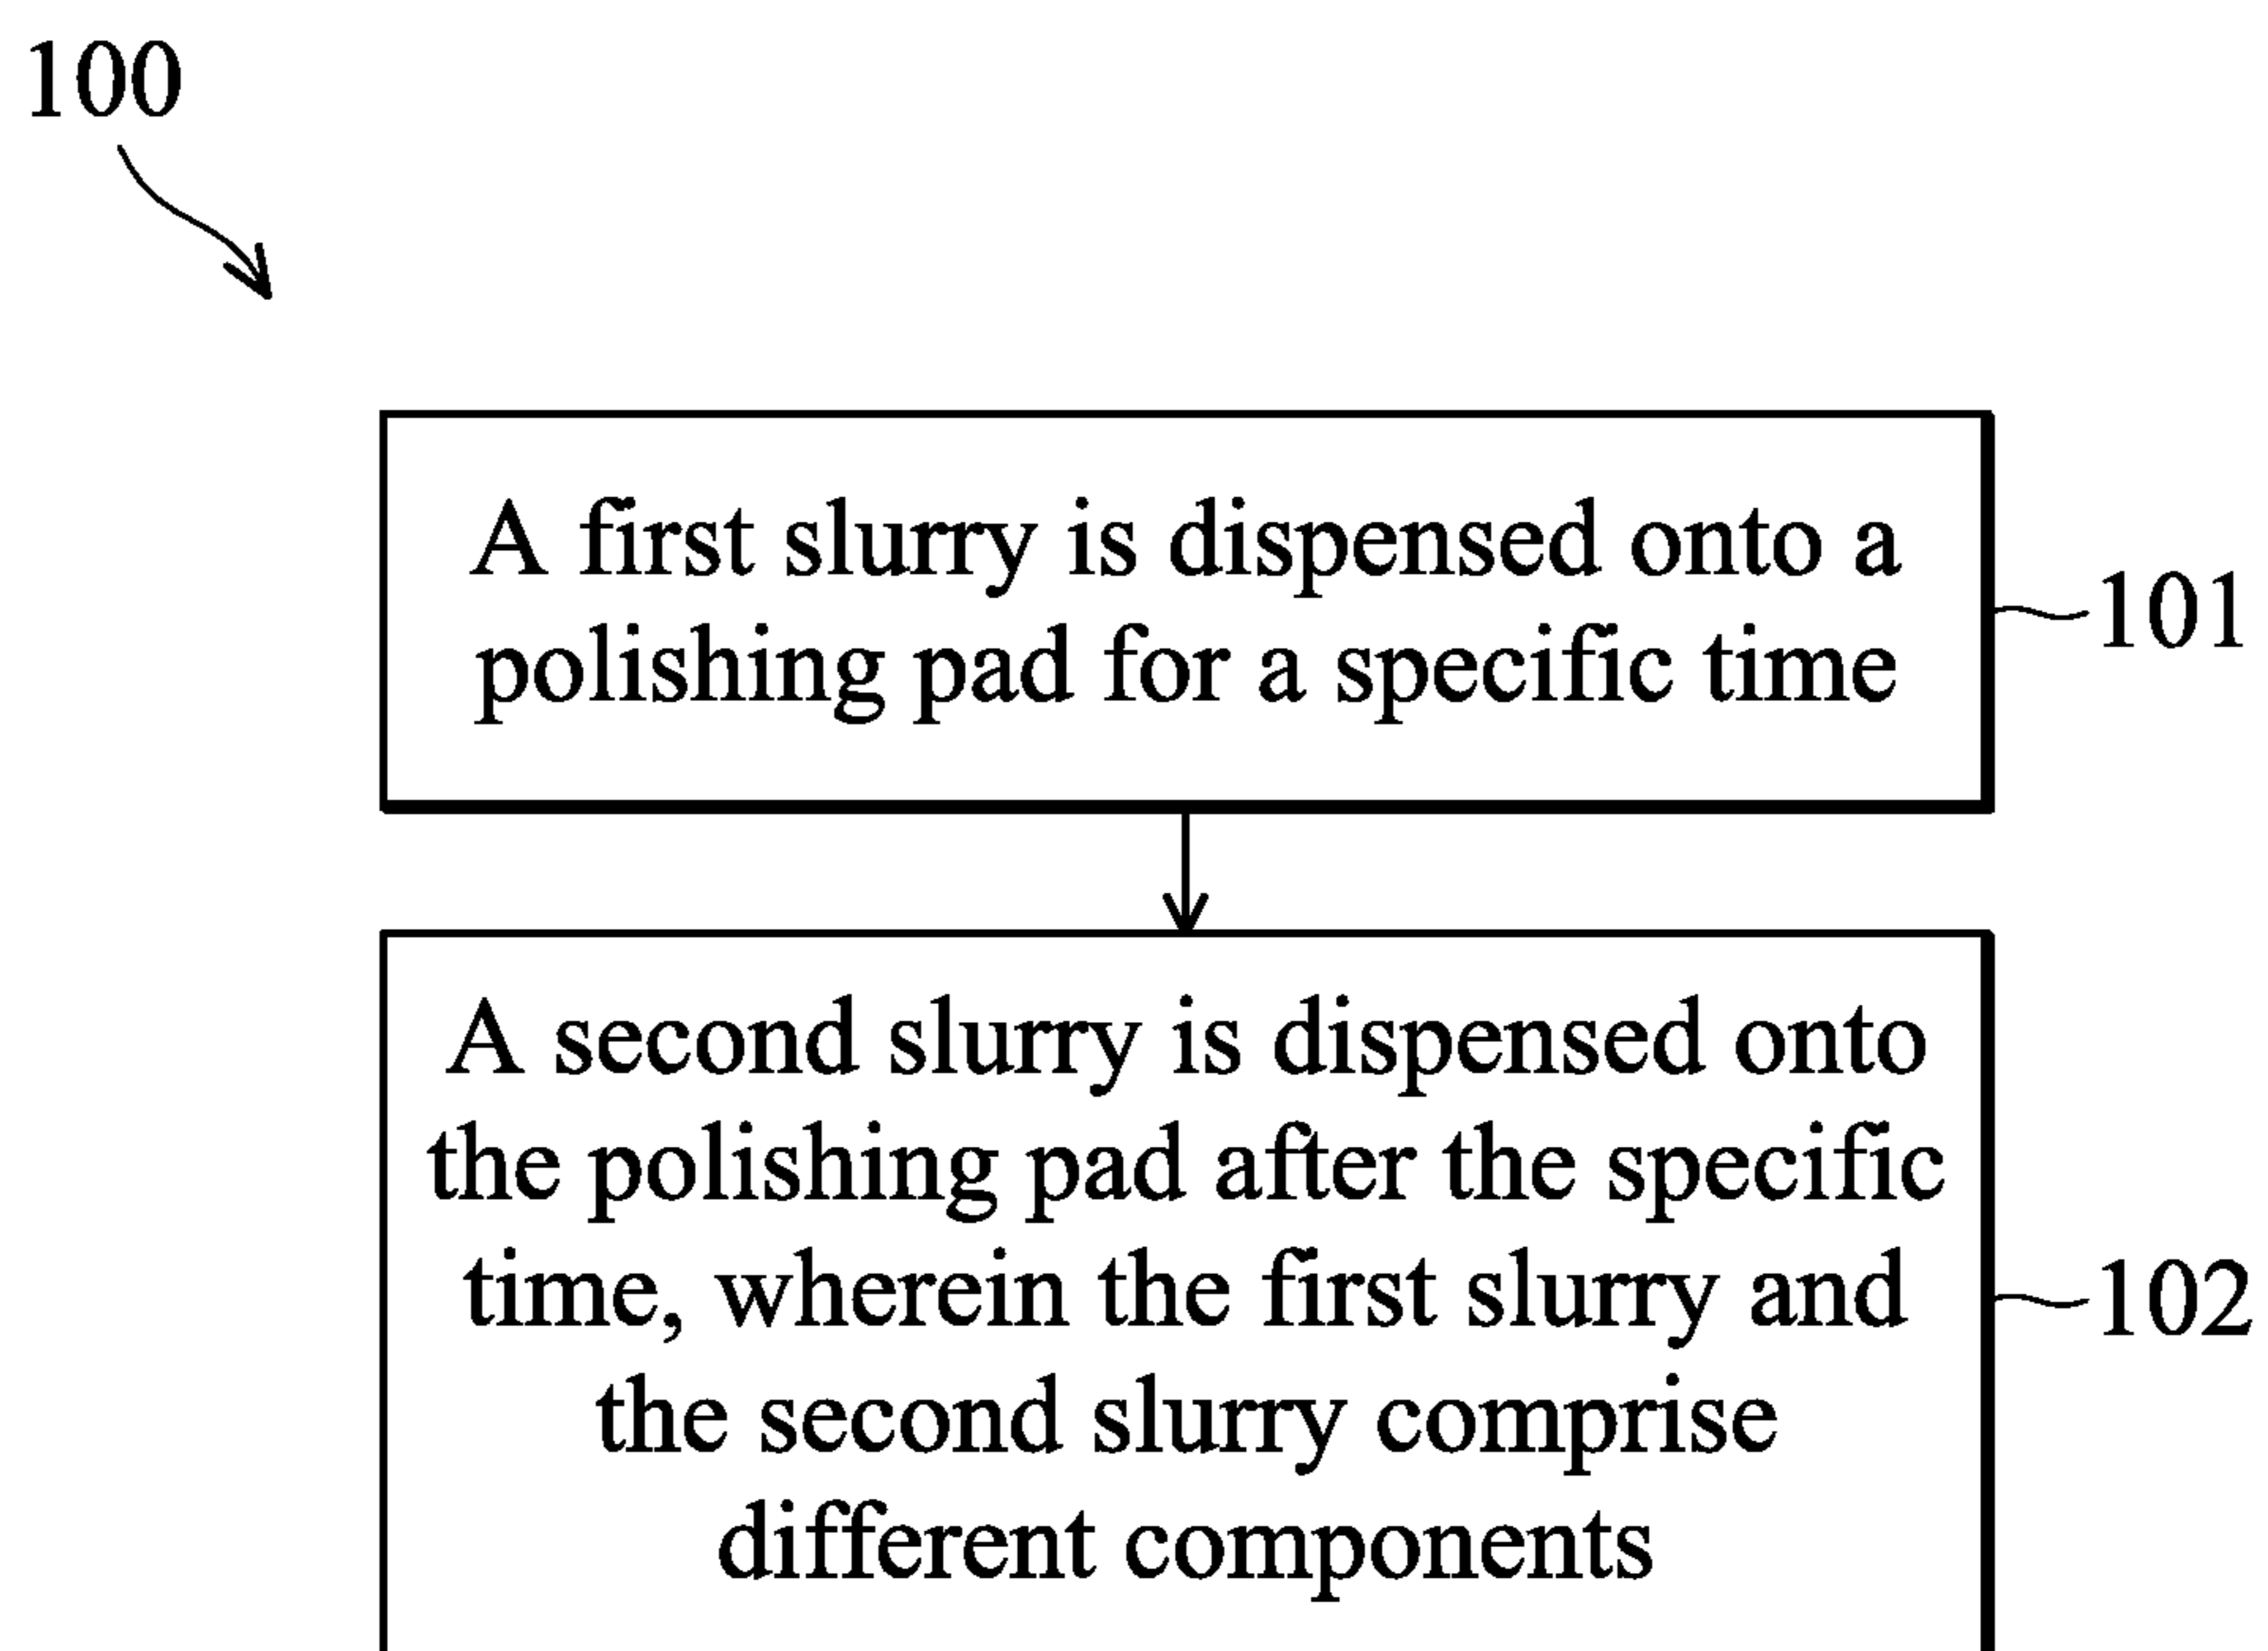 100
A first slurry is dispensed onto a
polishing pad for a specific time
101
A second slurry is dispensed onto
the polishing pad after the specific
time, wherein the first slurry and
the second slurry comprise
different components
102